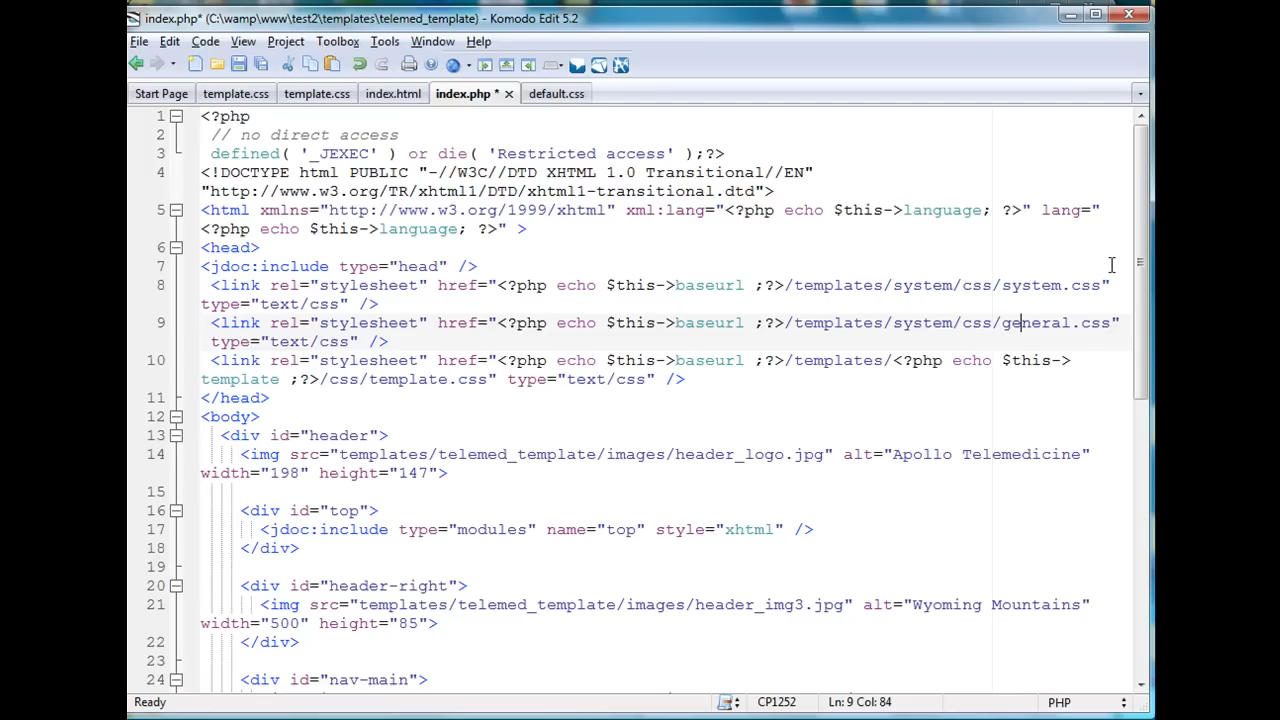 index.php* (C:\wamp\www\test2\templates\telemed_template) - Komodo Edit 5.2
File Edit Code View Project Toolbox Tools Window Help
Start Page template.css template.css index.html index.php * default.css
1 <?php
2 // no direct access
3 defined( '_JEXEC' ) or die( 'Restricted access' );?>
4 <!DOCTYPE html PUBLIC "-//W3C//DTD XHTML 1.0 Transitional//EN"
"http://www.w3.org/TR/xhtml1/DTD/xhtml1-transitional.dtd">
5 <html xmlns="http://www.w3.org/1999/xhtml" xml:lang="<?php echo $this->language; ?>" lang="
<?php echo $this->language; ?>" >
6 <head>
7 <jdoc:include type="head" />
8 <link rel="stylesheet" href="<?php echo $this->baseurl ;?>/templates/system/css/system.css"
type="text/css" />
9 <link rel="stylesheet" href="<?php echo $this->baseurl ;?>/templates/system/css/general.css"
type="text/css" />
10 <link rel="stylesheet" href="<?php echo $this->baseurl ;?>/templates/<?php echo $this->
template ;?>/css/template.css" type="text/css" />
11 </head>
12 <body>
13 <div id="header">
14 <img src="templates/telemed_template/images/header_logo.jpg" alt="Apollo Telemedicine"
width="198" height="147">
15
16 <div id="top">
17 <jdoc:include type="modules" name="top" style="xhtml" />
18 </div>
19
20 <div id="header-right">
21 <img src="templates/telemed_template/images/header_img3.jpg" alt="Wyoming Mountains"
width="500" height="85">
22 </div>
23
24 <div id="nav-main">
Ready CP1252 Ln: 9 Col: 84 PHP